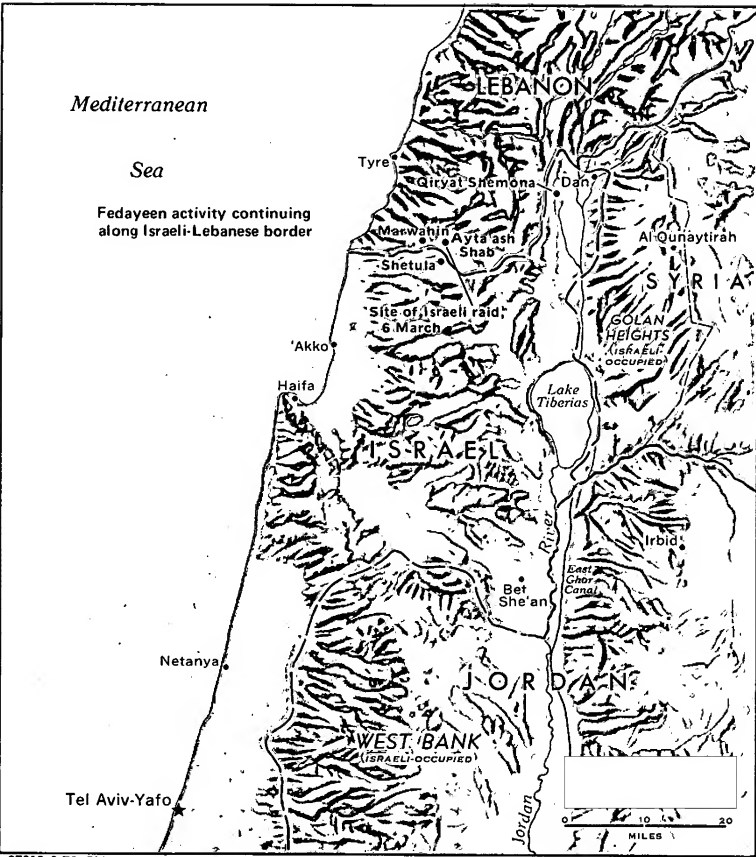 LEBANON
Mediterranean
Sea
Tyre
Qiryat Shemona
Dan
Fedayeen activity continuing
along Israeli-Lebanese border
Marwahin
Ayta ash
Shab
Shetula
Al Qunaytirah
SYRIA
Site of Israeli raid,
6 March
GOLAN
HEIGHTS
(ISRAELI-
OCCUPIED)
'Akko
Haifa
Lake
Tiberias
ISRAEL
River
Irbid
East
Ghor
Canal
Bet
She'an
Netanya
JORDAN
WEST BANK
(ISRAELI-OCCUPIED)
Tel Aviv-Yafo
Jordan
0 10 20
MILES